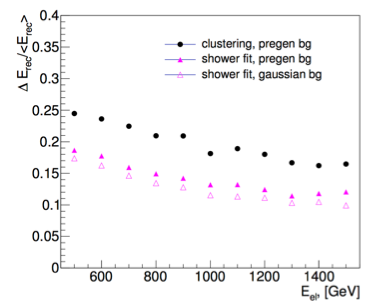 Δ E_rec/<E_rec>
0.4
0.35
0.3
0.25
0.2
0.15
0.1
0.05
0
clustering, pregen bg
shower fit, pregen bg
shower fit, gaussian bg
600 800 1000 1200 1400
E_el, [GeV]